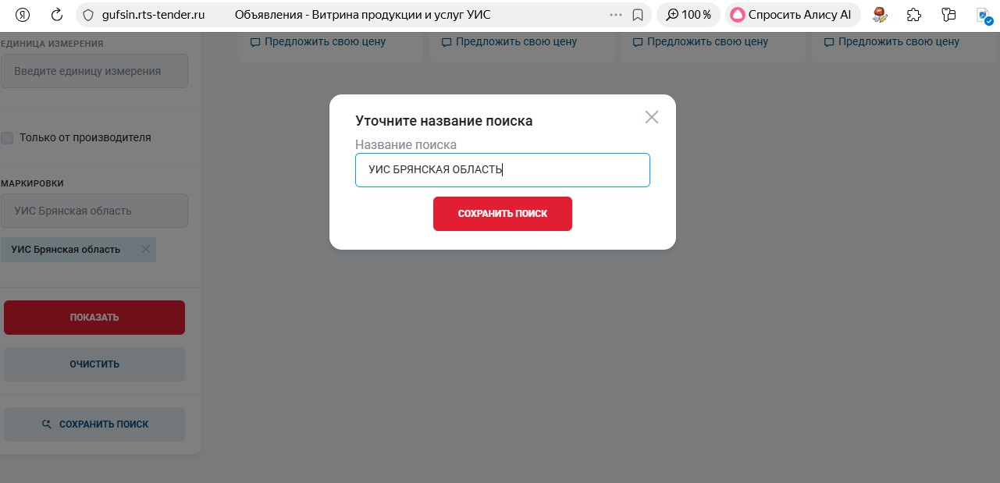 gufsin.rts-tender.ru Объявления - Витрина продукции и услуг УИС ... 100 % Спросить Алису AI
ЕДИНИЦА ИЗМЕРЕНИЯ
Введите единицу измерения
Только от производителя
МАРКИРОВКИ
УИС Брянская область
УИС Брянская область
ПОКАЗАТЬ
ОЧИСТИТЬ
СОХРАНИТЬ ПОИСК
Предложить свою цену Предложить свою цену Предложить свою цену Предложить свою цену
Уточните название поиска
Название поиска
УИС БРЯНСКАЯ ОБЛАСТЬ
СОХРАНИТЬ ПОИСК